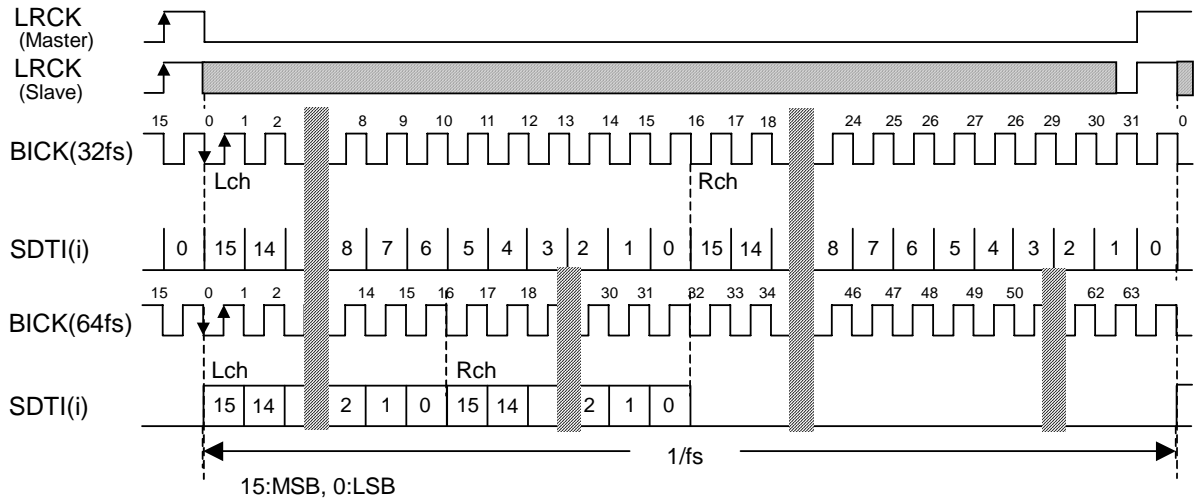 LRCK
(Master)
LRCK
(Slave)
15 0 1 2 8 9 10 11 12 13 14 15 16 17 18 24 25 26 27 26 29 30 31 0
BICK(32fs)
Lch Rch
SDTI(i) 0 15 14 8 7 6 5 4 3 2 1 0 15 14 8 7 6 5 4 3 2 1 0
15 0 1 2 14 15 16 17 18 30 31 32 33 34 46 47 48 49 50 62 63
BICK(64fs)
Lch Rch
SDTI(i) 15 14 2 1 0 15 14 2 1 0
1/fs
15:MSB, 0:LSB